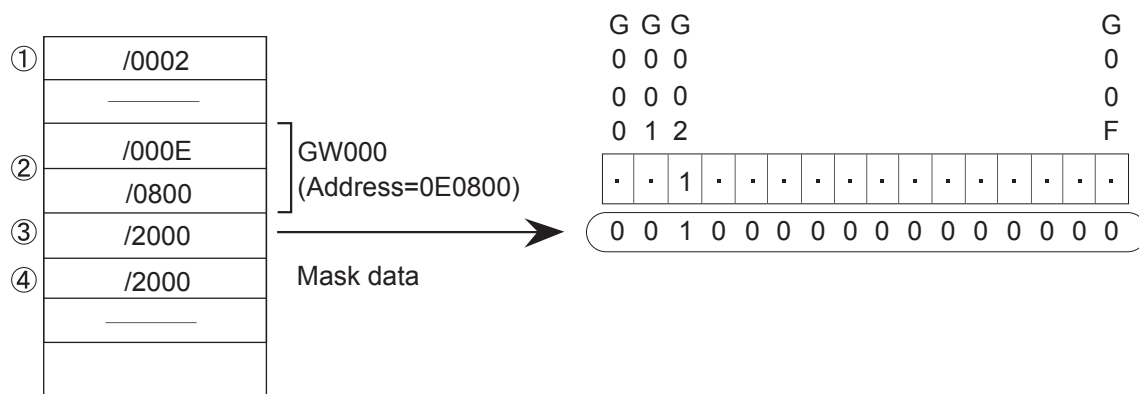 ① /0002
② /000E
/0800
③ /2000
④ /2000
GW000
(Address=0E0800)
Mask data
G G G G
0 0 0 0
0 0 0 0
0 1 2 F
· · 1 · · · · · · · · · · · ·
0 0 1 0 0 0 0 0 0 0 0 0 0 0 0